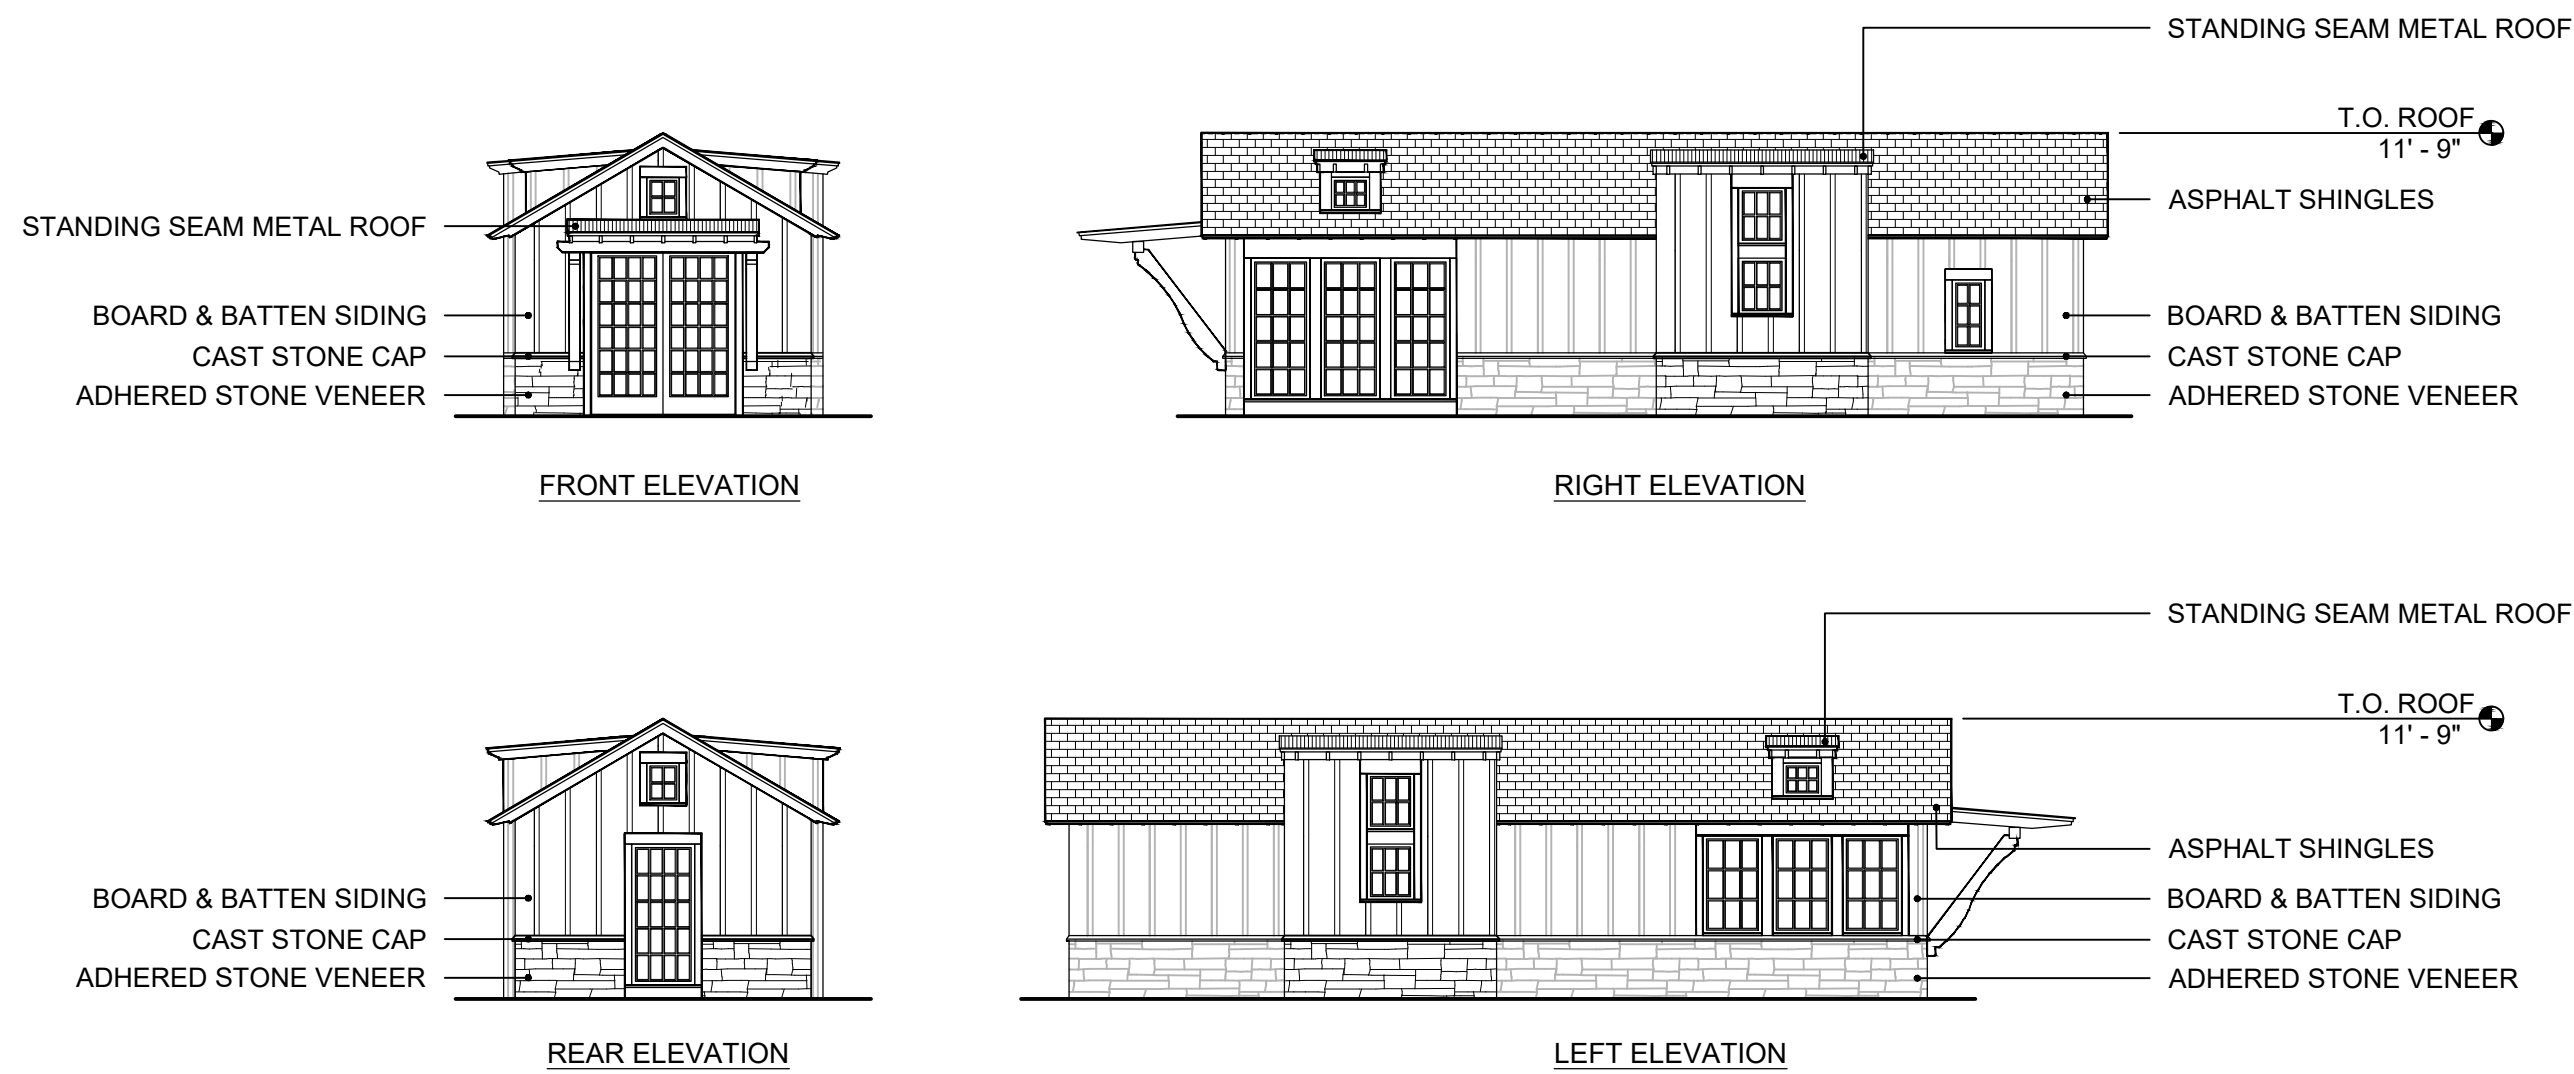 STANDING SEAM METAL ROOF
BOARD & BATTEN SIDING
CAST STONE CAP
ADHERED STONE VENEER
FRONT ELEVATION
STANDING SEAM METAL ROOF
T.O. ROOF
11' - 9"
ASPHALT SHINGLES
BOARD & BATTEN SIDING
CAST STONE CAP
ADHERED STONE VENEER
RIGHT ELEVATION
BOARD & BATTEN SIDING
CAST STONE CAP
ADHERED STONE VENEER
REAR ELEVATION
STANDING SEAM METAL ROOF
T.O. ROOF
11' - 9"
ASPHALT SHINGLES
BOARD & BATTEN SIDING
CAST STONE CAP
ADHERED STONE VENEER
LEFT ELEVATION